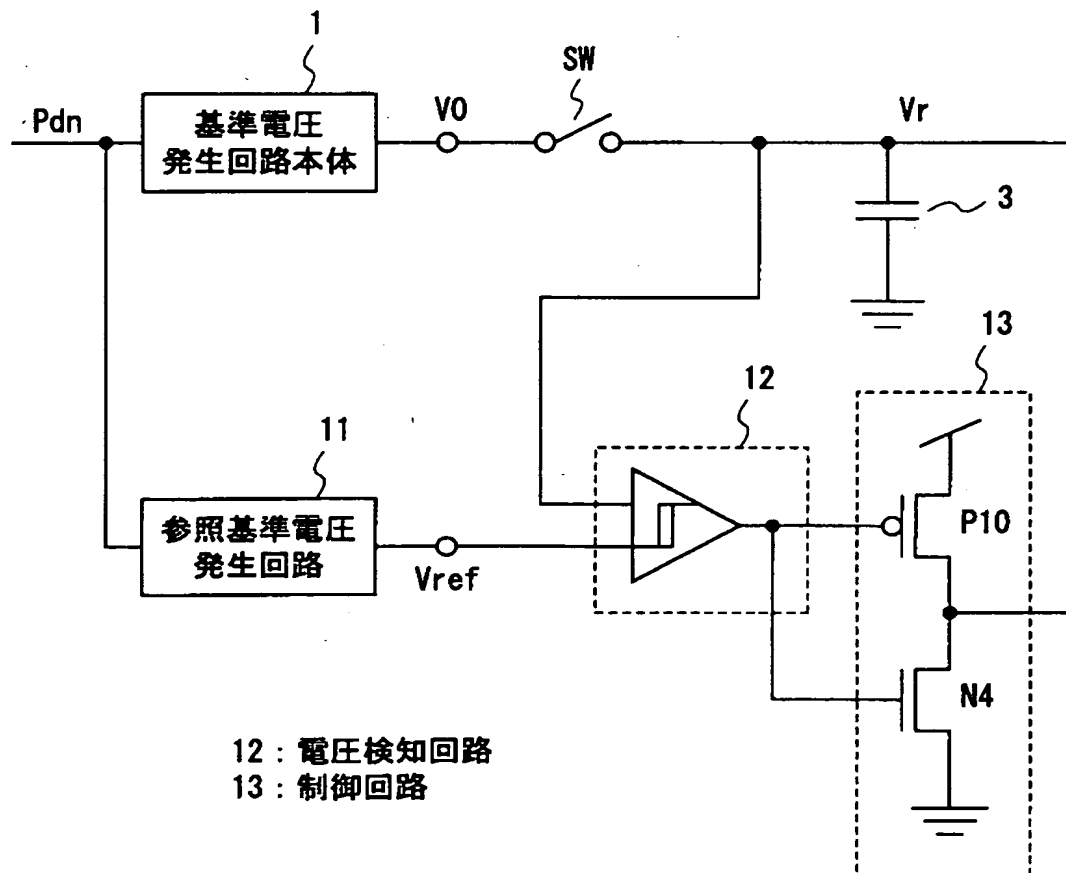 1
SW
Pdn
基準電圧
発生回路本体
V0
Vr
3
13
12
11
参照基準電圧
発生回路
Vref
P10
N4
12：電圧検知回路
13：制御回路